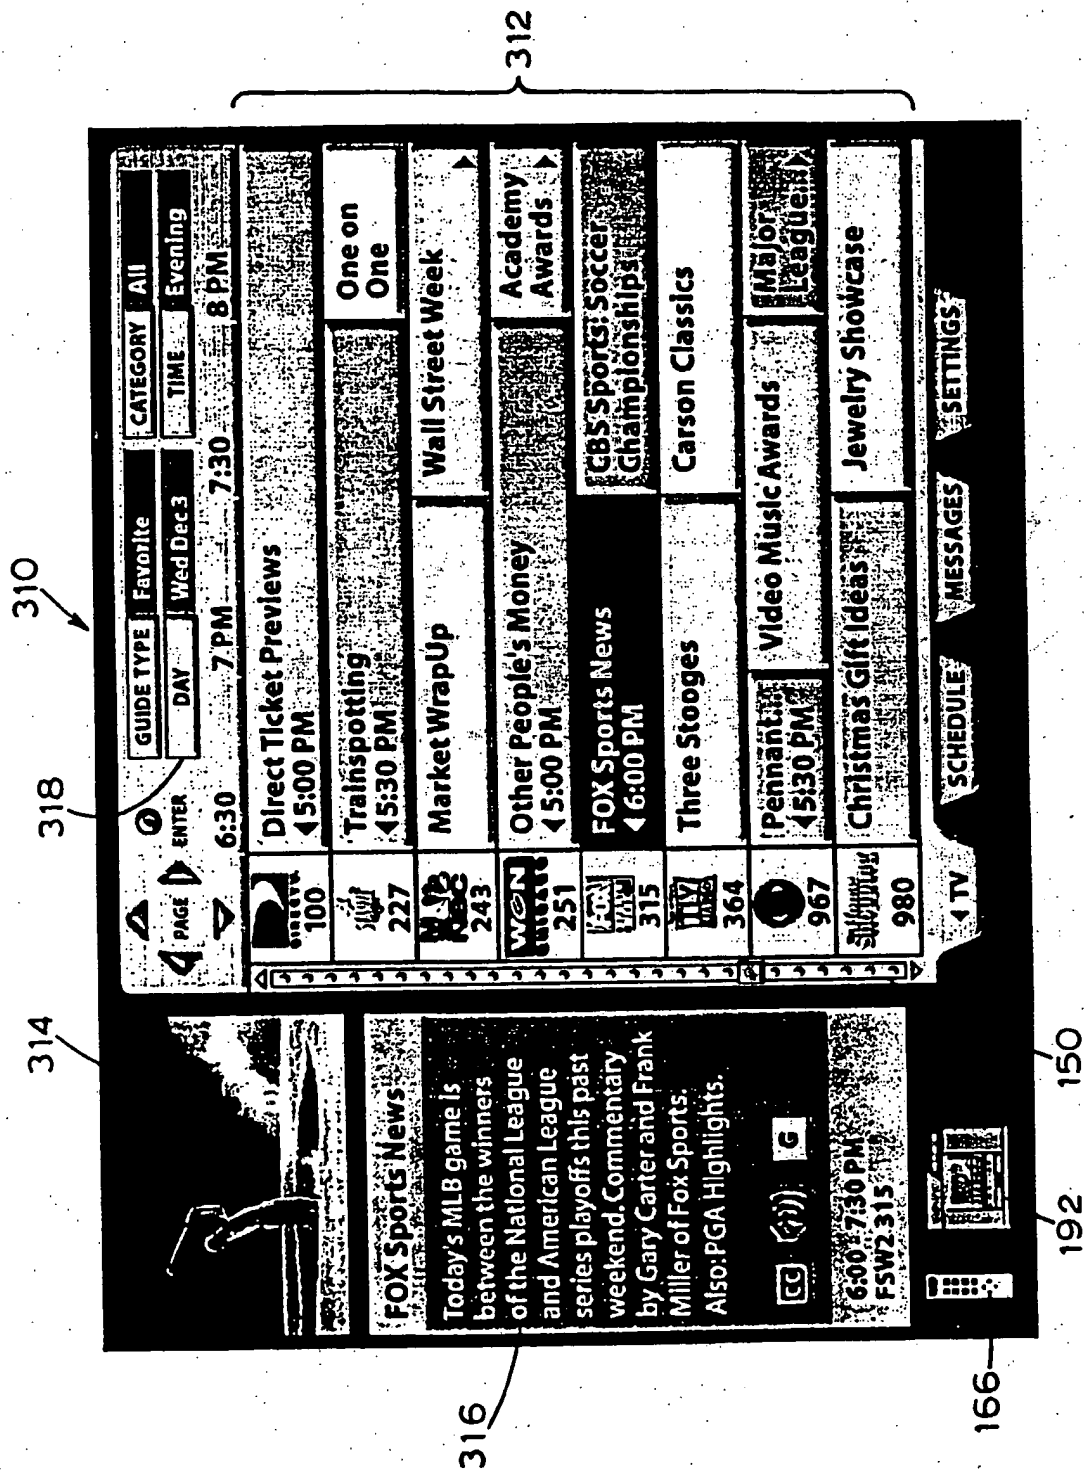 310
318
314
312
316
166
192
150
PAGE ENTER
GUIDE TYPE Favorite CATEGORY All
DAY Wed Dec3 TIME Evening
6:30 7 PM 7:30 8 PM
100
Direct Ticket Previews
5:00 PM
227
Trainspotting
5:30 PM
One on
One
243
Market WrapUp
Wall Street Week
WGN
251
Other People's Money
5:00 PM
Academy
Awards
315
FOX Sports News
6:00 PM
CBS Sports: Soccer
Championships
364
Three Stooges
Carson Classics
967
Pennant...
5:30 PM
Video Music Awards
Major
League...
980
Christmas Gift Ideas
Jewelry Showcase
TV SCHEDULE MESSAGES SETTINGS
FOX Sports News
Today's MLB game is
between the winners
of the National League
and American League
series playoffs this past
weekend. Commentary
by Gary Carter and Frank
Miller of Fox Sports.
Also: PGA Highlights.
CC G
6:00 - 7:30 PM
FSW2 315